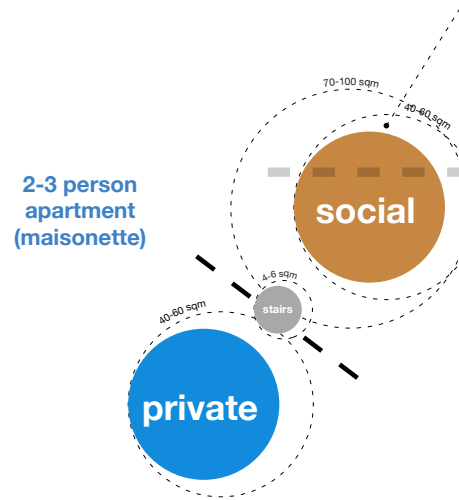 70-100 sqm
40-60 sqm
2-3 person
apartment
(maisonette)
social
4-6 sqm
stairs
40-60 sqm
private